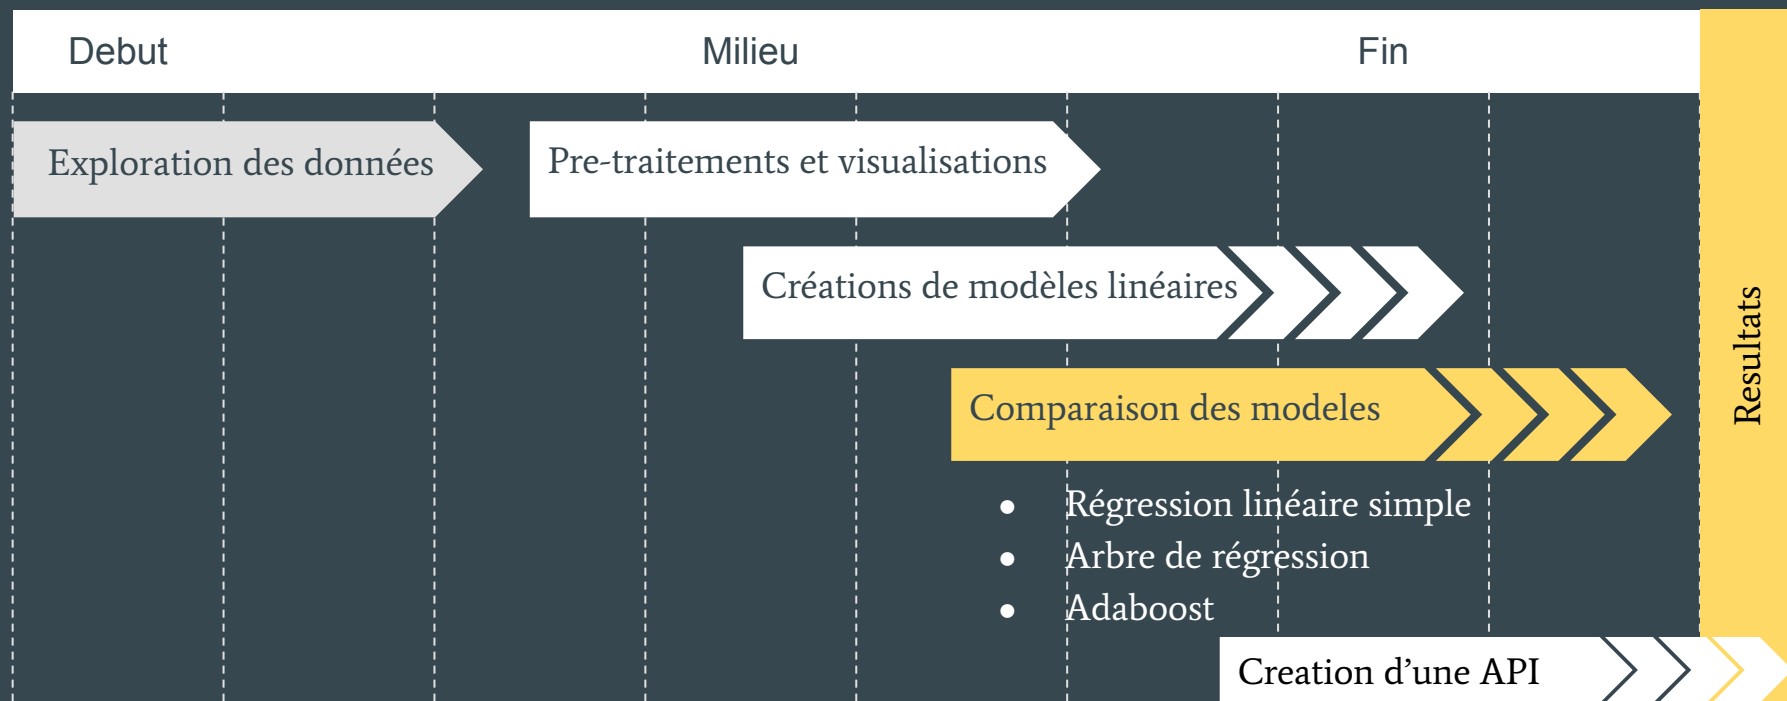 Debut
Milieu
Fin
Exploration des données
Pre-traitements et visualisations
Créations de modèles linéaires
Comparaison des modeles
● Régression linéaire simple
● Arbre de régression
● Adaboost
Creation d’une API
Resultats